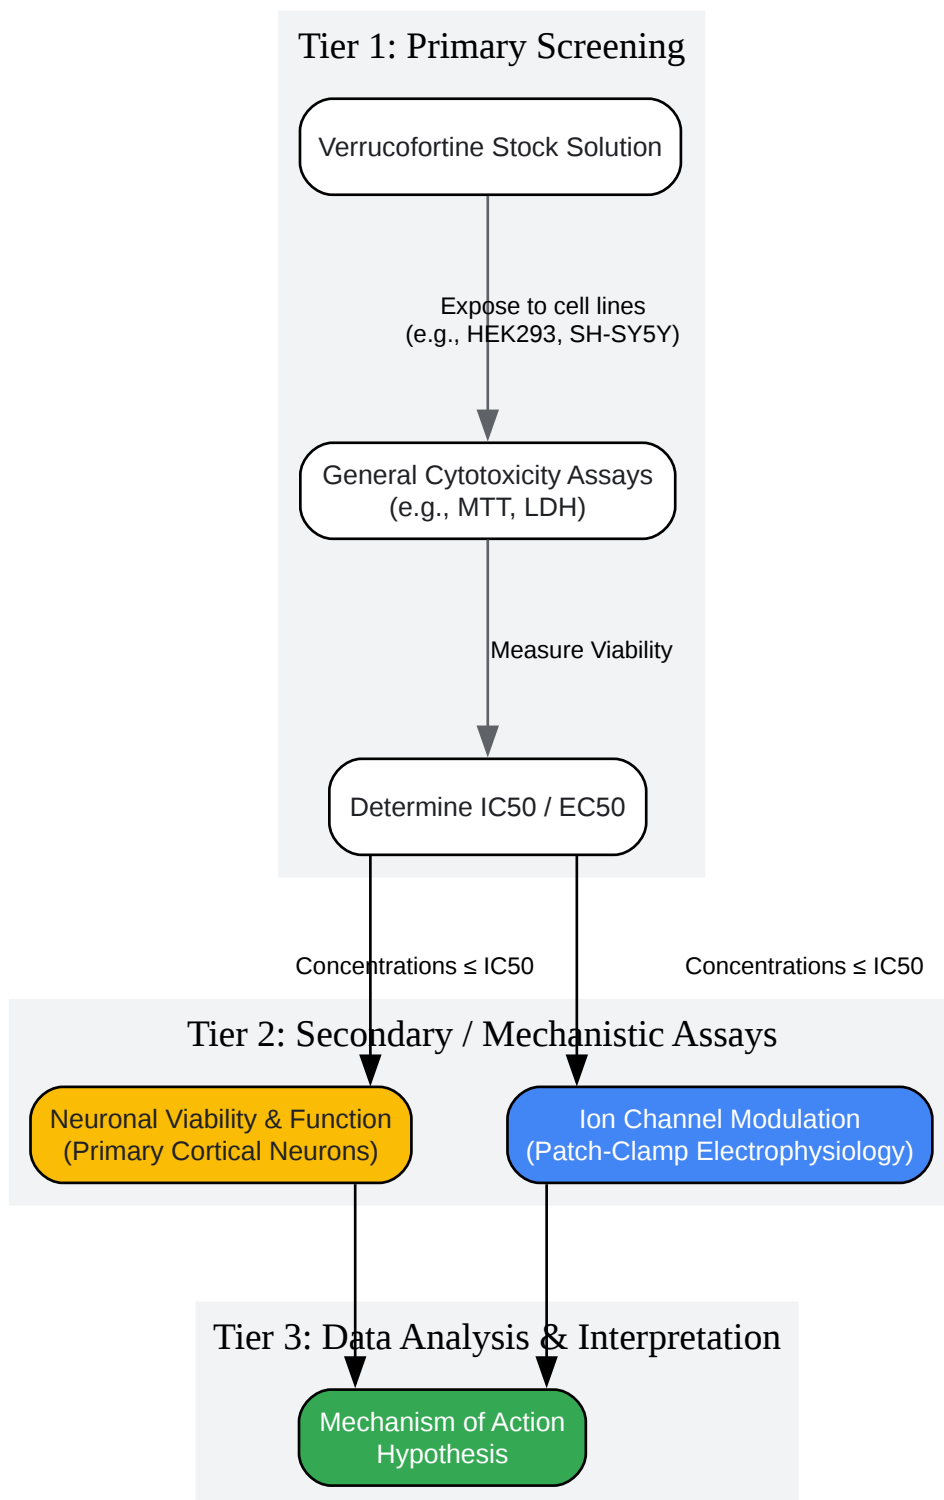 Tier 1: Primary Screening
Verrucofortine Stock Solution
Expose to cell lines
(e.g., HEK293, SH-SY5Y)
General Cytotoxicity Assays
(e.g., MTT, LDH)
Measure Viability
Determine IC50 / EC50
Concentrations ≤ IC50
Concentrations ≤ IC50
Tier 2: Secondary / Mechanistic Assays
Neuronal Viability & Function
(Primary Cortical Neurons)
Ion Channel Modulation
(Patch-Clamp Electrophysiology)
Tier 3: Data Analysis & Interpretation
Mechanism of Action
Hypothesis